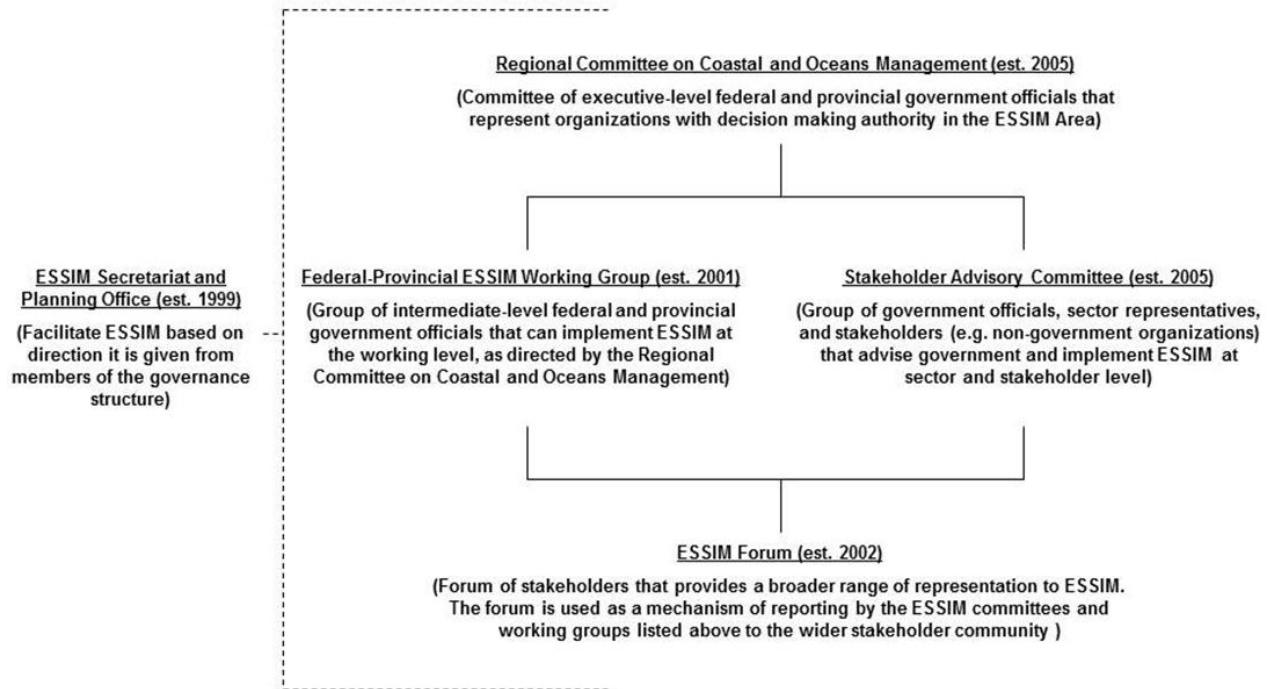 Regional Committee on Coastal and Oceans Management (est. 2005)
(Committee of executive-level federal and provincial government officials that
represent organizations with decision making authority in the ESSIM Area)
ESSIM Secretariat and
Planning Office (est. 1999)
(Facilitate ESSIM based on
direction it is given from
members of the governance
structure)
Federal-Provincial ESSIM Working Group (est. 2001)
(Group of intermediate-level federal and provincial
government officials that can implement ESSIM at
the working level, as directed by the Regional
Committee on Coastal and Oceans Management)
Stakeholder Advisory Committee (est. 2005)
(Group of government officials, sector representatives,
and stakeholders (e.g. non-government organizations)
that advise government and implement ESSIM at
sector and stakeholder level)
ESSIM Forum (est. 2002)
(Forum of stakeholders that provides a broader range of representation to ESSIM.
The forum is used as a mechanism of reporting by the ESSIM committees and
working groups listed above to the wider stakeholder community )